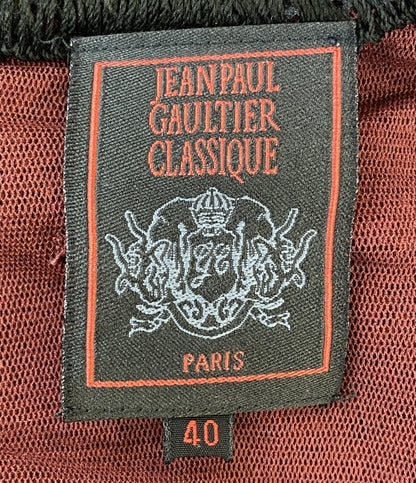 JEAN PAUL
GAULTIER
CLASSIQUE
PARIS
40